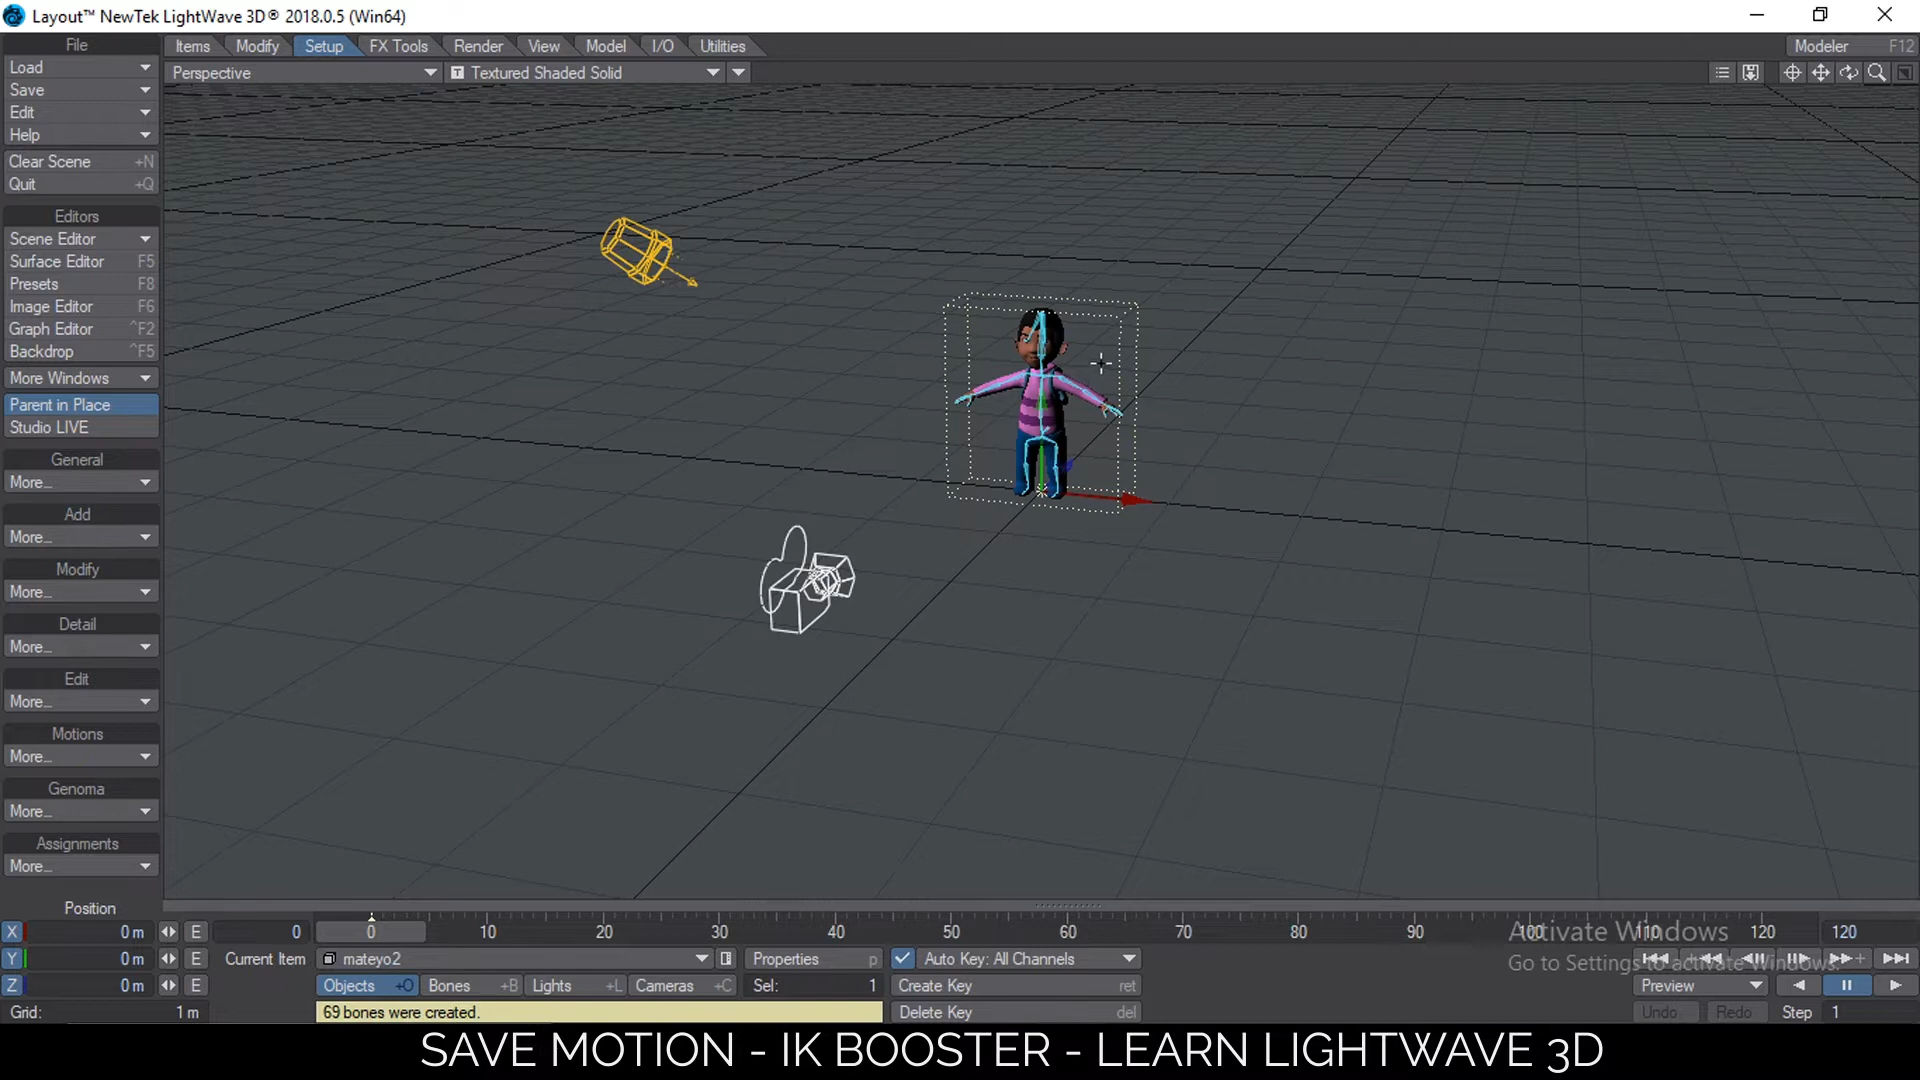 Layout™ NewTek LightWave 3D® 2018.0.5 (Win64)
File
Items Modify Setup FX Tools Render View Model I/O Utilities
Modeler F12
Load
Perspective
T Textured Shaded Solid
Save
Edit
Help
Clear Scene +N
Quit +Q
Editors
Scene Editor
Surface Editor F5
Presets F8
Image Editor F6
Graph Editor ^F2
Backdrop ^F5
More Windows
Parent in Place
Studio LIVE
General
More...
Add
More...
Modify
More...
Detail
More...
Edit
More...
Motions
More...
Genoma
More...
Assignments
More...
Position
X 0 m E 0 0 10 20 30 40 50 60 70 80 90 100 110 120 120
Activate Windows
Y 0 m E Current Item mateyo2 Properties p Auto Key: All Channels
Go to Settings to activate Windows.
Z 0 m E Objects +O Bones +B Lights +L Cameras +C Sel: 1 Create Key ret Preview
Grid: 1 m 69 bones were created. Delete Key del Undo Redo Step 1
SAVE MOTION - IK BOOSTER - LEARN LIGHTWAVE 3D